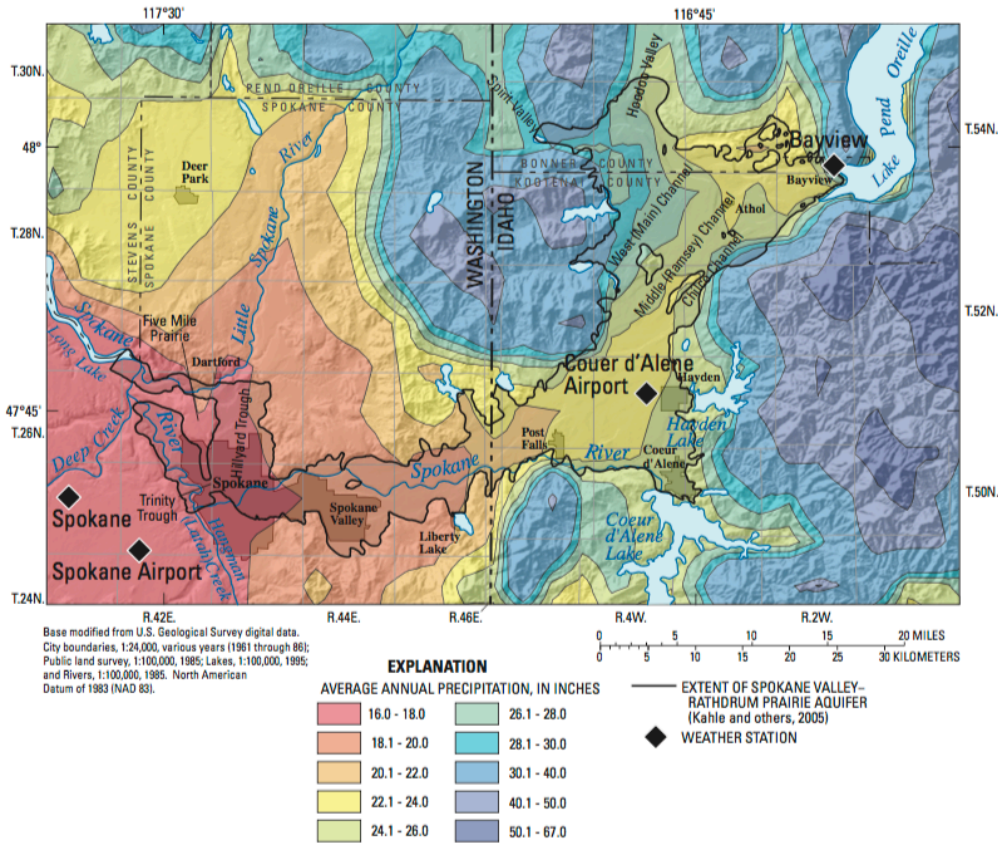 117°30'
116°45'
T.30N.
PEND OREILLE COUNTY
SPOKANE COUNTY
Spirit Valley
Hoodoo Valley
Lake Pend Oreille
T.54N.
48°
STEVENS COUNTY
SPOKANE COUNTY
Deer
Park
River
WASHINGTON
IDAHO
BONNER COUNTY
KOOTENAI COUNTY
Bayview
Bayview
Athol
T.28N.
Spokane
Little
West (Main) Channel
Middle (Ramsey) Channel
Chilco Channel
T.52N.
Spokane
Long Lake
Five Mile
Prairie
Dartford
Couer d'Alene
Airport
Hayden
Hayden
Lake
47°45'
T.26N.
Deep Creek
River
Hillyard Trough
Post
Falls
Spokane
River
Coeur
d'Alene
Spokane
Spokane
Trinity
Trough
Spokane
Valley
Liberty
Lake
Coeur
d'Alene
Lake
T.50N.
Spokane Airport
Hangman
(Latah) Creek
T.24N.
R.42E.
R.44E.
R.46E.
R.4W.
R.2W.
Base modified from U.S. Geological Survey digital data.
City boundaries, 1:24,000, various years (1961 through 86);
Public land survey, 1:100,000, 1985; Lakes, 1:100,000, 1995;
and Rivers, 1:100,000, 1985. North American
Datum of 1983 (NAD 83).
0 5 10 15 20 MILES
0 5 10 15 20 25 30 KILOMETERS
EXPLANATION
AVERAGE ANNUAL PRECIPITATION, IN INCHES
16.0 - 18.0
18.1 - 20.0
20.1 - 22.0
22.1 - 24.0
24.1 - 26.0
26.1 - 28.0
28.1 - 30.0
30.1 - 40.0
40.1 - 50.0
50.1 - 67.0
EXTENT OF SPOKANE VALLEY–
RATHDRUM PRAIRIE AQUIFER
(Kahle and others, 2005)
WEATHER STATION